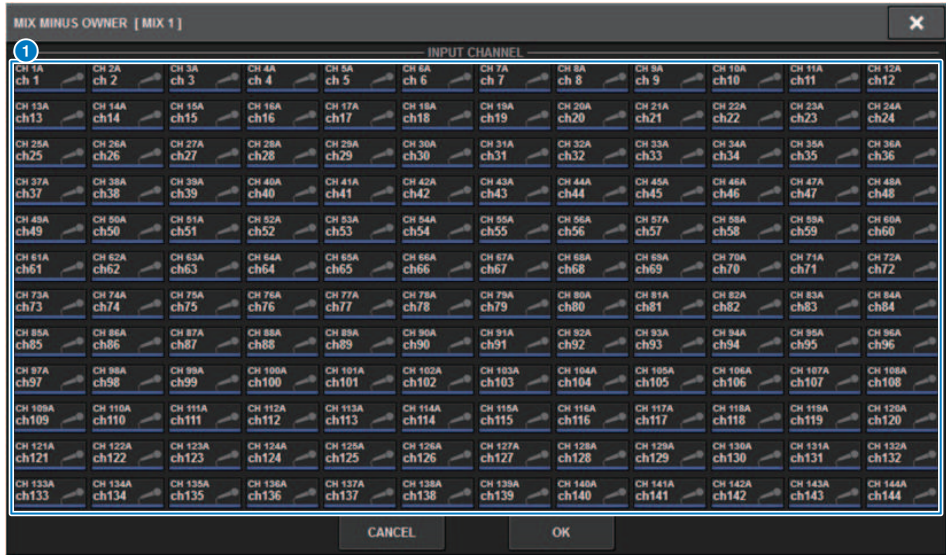 MIX MINUS OWNER [ MIX 1 ]
1
INPUT CHANNEL
CH 1A CH 2A CH 3A CH 4A CH 5A CH 6A CH 7A CH 8A CH 9A CH 10A CH 11A CH 12A
ch 1 ch 2 ch 3 ch 4 ch 5 ch 6 ch 7 ch 8 ch 9 ch10 ch11 ch12
CH 13A CH 14A CH 15A CH 16A CH 17A CH 18A CH 19A CH 20A CH 21A CH 22A CH 23A CH 24A
ch13 ch14 ch15 ch16 ch17 ch18 ch19 ch20 ch21 ch22 ch23 ch24
CH 25A CH 26A CH 27A CH 28A CH 29A CH 30A CH 31A CH 32A CH 33A CH 34A CH 35A CH 36A
ch25 ch26 ch27 ch28 ch29 ch30 ch31 ch32 ch33 ch34 ch35 ch36
CH 37A CH 38A CH 39A CH 40A CH 41A CH 42A CH 43A CH 44A CH 45A CH 46A CH 47A CH 48A
ch37 ch38 ch39 ch40 ch41 ch42 ch43 ch44 ch45 ch46 ch47 ch48
CH 49A CH 50A CH 51A CH 52A CH 53A CH 54A CH 55A CH 56A CH 57A CH 58A CH 59A CH 60A
ch49 ch50 ch51 ch52 ch53 ch54 ch55 ch56 ch57 ch58 ch59 ch60
CH 61A CH 62A CH 63A CH 64A CH 65A CH 66A CH 67A CH 68A CH 69A CH 70A CH 71A CH 72A
ch61 ch62 ch63 ch64 ch65 ch66 ch67 ch68 ch69 ch70 ch71 ch72
CH 73A CH 74A CH 75A CH 76A CH 77A CH 78A CH 79A CH 80A CH 81A CH 82A CH 83A CH 84A
ch73 ch74 ch75 ch76 ch77 ch78 ch79 ch80 ch81 ch82 ch83 ch84
CH 85A CH 86A CH 87A CH 88A CH 89A CH 90A CH 91A CH 92A CH 93A CH 94A CH 95A CH 96A
ch85 ch86 ch87 ch88 ch89 ch90 ch91 ch92 ch93 ch94 ch95 ch96
CH 97A CH 98A CH 99A CH 100A CH 101A CH 102A CH 103A CH 104A CH 105A CH 106A CH 107A CH 108A
ch97 ch98 ch99 ch100 ch101 ch102 ch103 ch104 ch105 ch106 ch107 ch108
CH 109A CH 110A CH 111A CH 112A CH 113A CH 114A CH 115A CH 116A CH 117A CH 118A CH 119A CH 120A
ch109 ch110 ch111 ch112 ch113 ch114 ch115 ch116 ch117 ch118 ch119 ch120
CH 121A CH 122A CH 123A CH 124A CH 125A CH 126A CH 127A CH 128A CH 129A CH 130A CH 131A CH 132A
ch121 ch122 ch123 ch124 ch125 ch126 ch127 ch128 ch129 ch130 ch131 ch132
CH 133A CH 134A CH 135A CH 136A CH 137A CH 138A CH 139A CH 140A CH 141A CH 142A CH 143A CH 144A
ch133 ch134 ch135 ch136 ch137 ch138 ch139 ch140 ch141 ch142 ch143 ch144
CANCEL OK